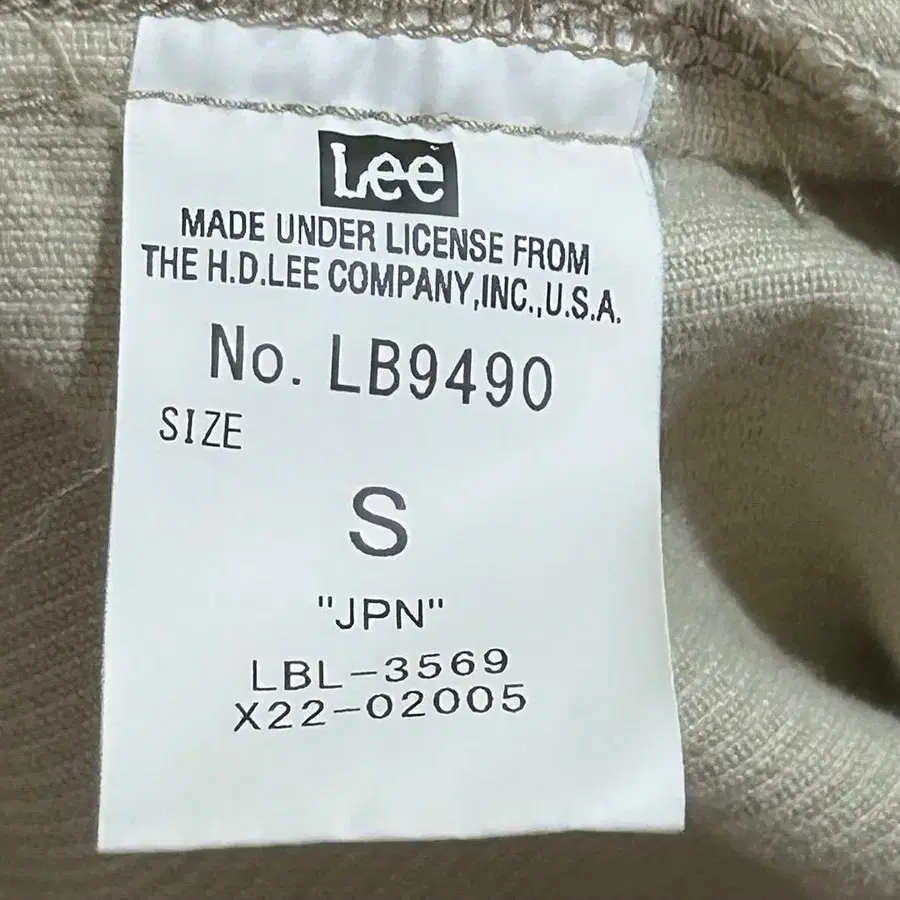 Lee
MADE UNDER LICENSE FROM
THE H.D.LEE COMPANY,INC.,U.S.A.
No. LB9490
SIZE
S
"JPN"
LBL-3569
X22-02005